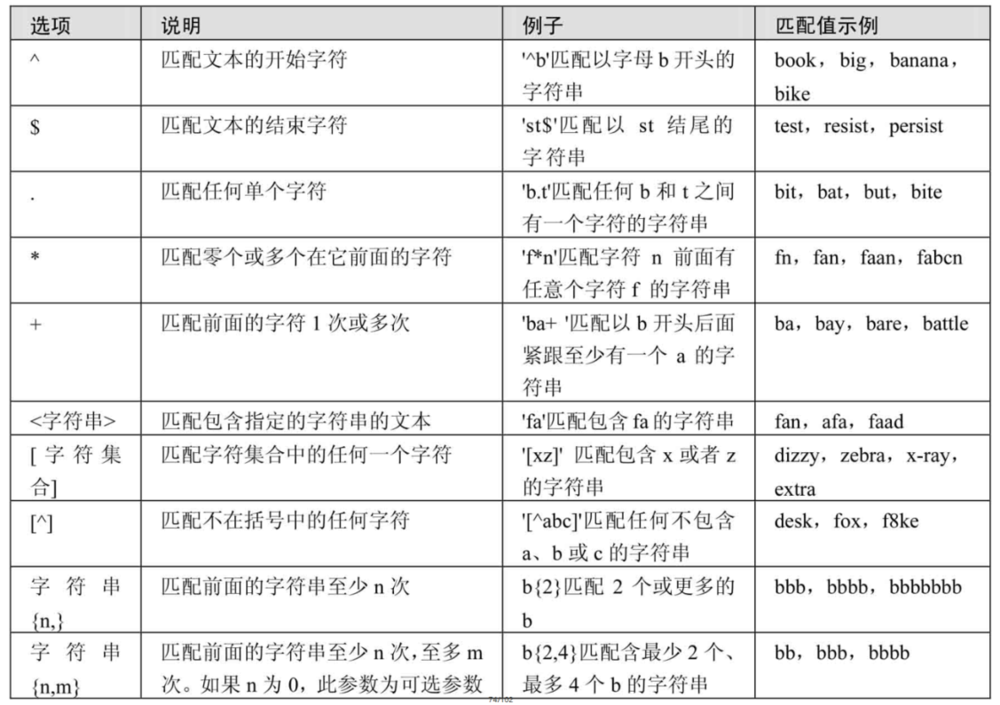 选项 说明 例子 匹配值示例
^ 匹配文本的开始字符 '^b'匹配以字母 b 开头的 book，big，banana，
字符串 bike
$ 匹配文本的结束字符 'st$'匹配以 st 结尾的 test，resist，persist
字符串
. 匹配任何单个字符 'b.t'匹配任何 b 和 t 之间 bit，bat，but，bite
有一个字符的字符串
* 匹配零个或多个在它前面的字符 'f*n'匹配字符 n 前面有 fn，fan，faan，fabcn
任意个字符 f 的字符串
+ 匹配前面的字符 1 次或多次 'ba+ '匹配以 b 开头后面 ba，bay，bare，battle
紧跟至少有一个 a 的字
符串
<字符串> 匹配包含指定的字符串的文本 'fa'匹配包含 fa 的字符串 fan，afa，faad
[字符集 匹配字符集合中的任何一个字符 '[xz]' 匹配包含 x 或者 z dizzy，zebra，x-ray，
合] 的字符串 extra
[^] 匹配不在括号中的任何字符 '[^abc]'匹配任何不包含 desk，fox，f8ke
a、b 或 c 的字符串
字符串 匹配前面的字符串至少 n 次 b{2}匹配 2 个或更多的 bbb，bbbb，bbbbbbb
{n,} b
字符串 匹配前面的字符串至少 n 次，至多 m b{2,4}匹配含最少 2 个、 bb，bbb，bbbb
{n,m} 次。如果 n 为 0，此参数为可选参数 最多 4 个 b 的字符串
74/102